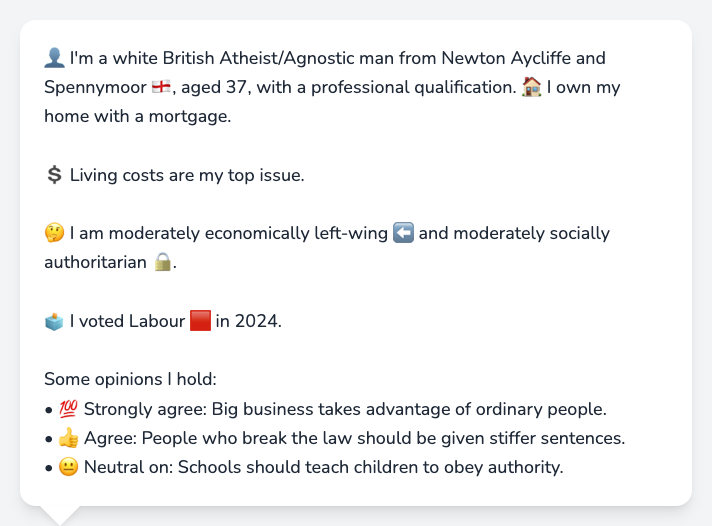 👤 I'm a white British Atheist/Agnostic man from Newton Aycliffe and
Spennymoor 🏴󠁧󠁢󠁥󠁮󠁧󠁿, aged 37, with a professional qualification. 🏠 I own my
home with a mortgage.
💲 Living costs are my top issue.
🤔 I am moderately economically left-wing ⬅️ and moderately socially
authoritarian 🔒.
🗳️ I voted Labour 🟥 in 2024.
Some opinions I hold:
• 💯 Strongly agree: Big business takes advantage of ordinary people.
• 👍 Agree: People who break the law should be given stiffer sentences.
• 😐 Neutral on: Schools should teach children to obey authority.